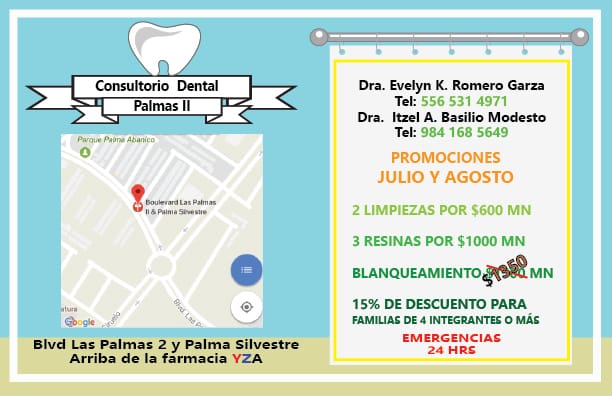 Consultorio Dental
Palmas II
Parque Palma Abanico
Boulevard Las Palmas
II & Palma Silvestre
Blvd Las Pal
Ciruelo
atura
Google
Blvd Las Palmas 2 y Palma Silvestre
Arriba de la farmacia YZA
Dra. Evelyn K. Romero Garza
Tel: 556 531 4971
Dra. Itzel A. Basilio Modesto
Tel: 984 168 5649
PROMOCIONES
JULIO Y AGOSTO
2 LIMPIEZAS POR $600 MN
3 RESINAS POR $1000 MN
BLANQUEAMIENTO $1350 MN
15% DE DESCUENTO PARA
FAMILIAS DE 4 INTEGRANTES O MÁS
EMERGENCIAS
24 HRS